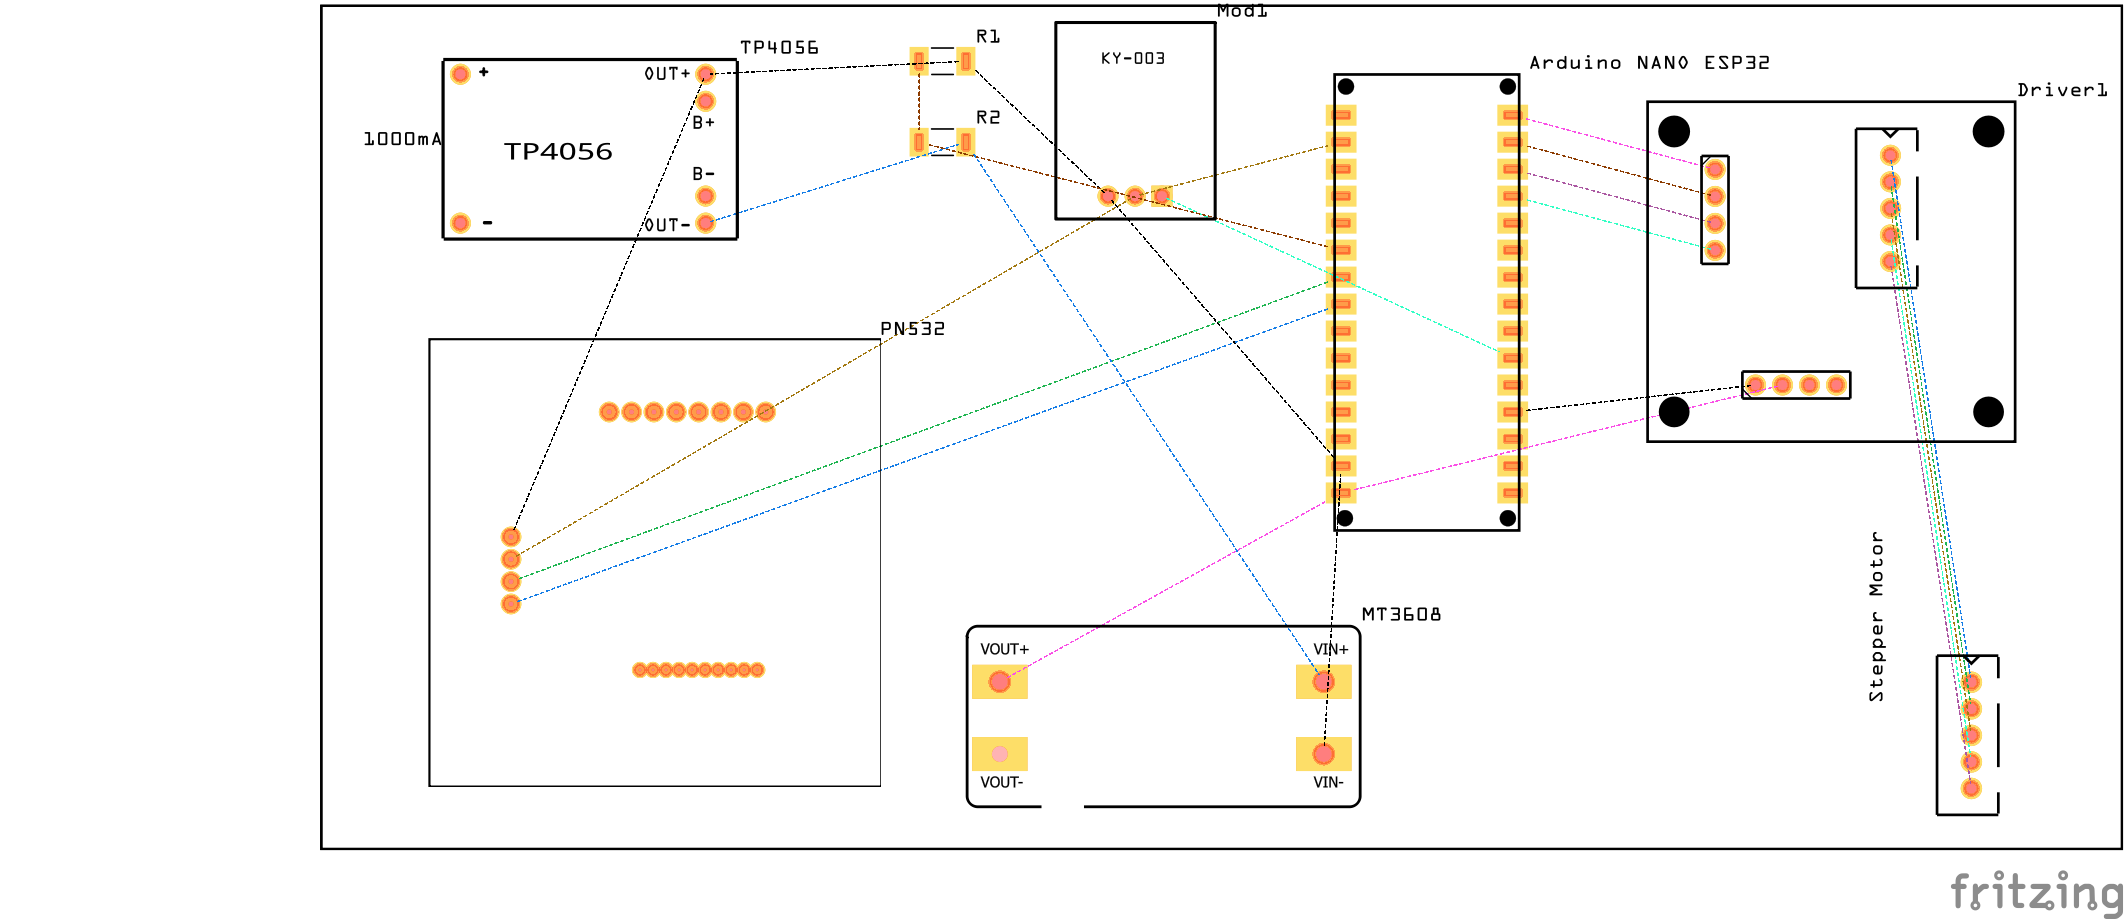 Mod1
R1
TP4056
KY-003
Arduino NANO ESP32
OUT+
Driver1
R2
B+
1000mA
TP4056
B-
OUT-
PN532
Stepper Motor
MT3608
VOUT+
VIN+
VOUT-
VIN-
fritzing